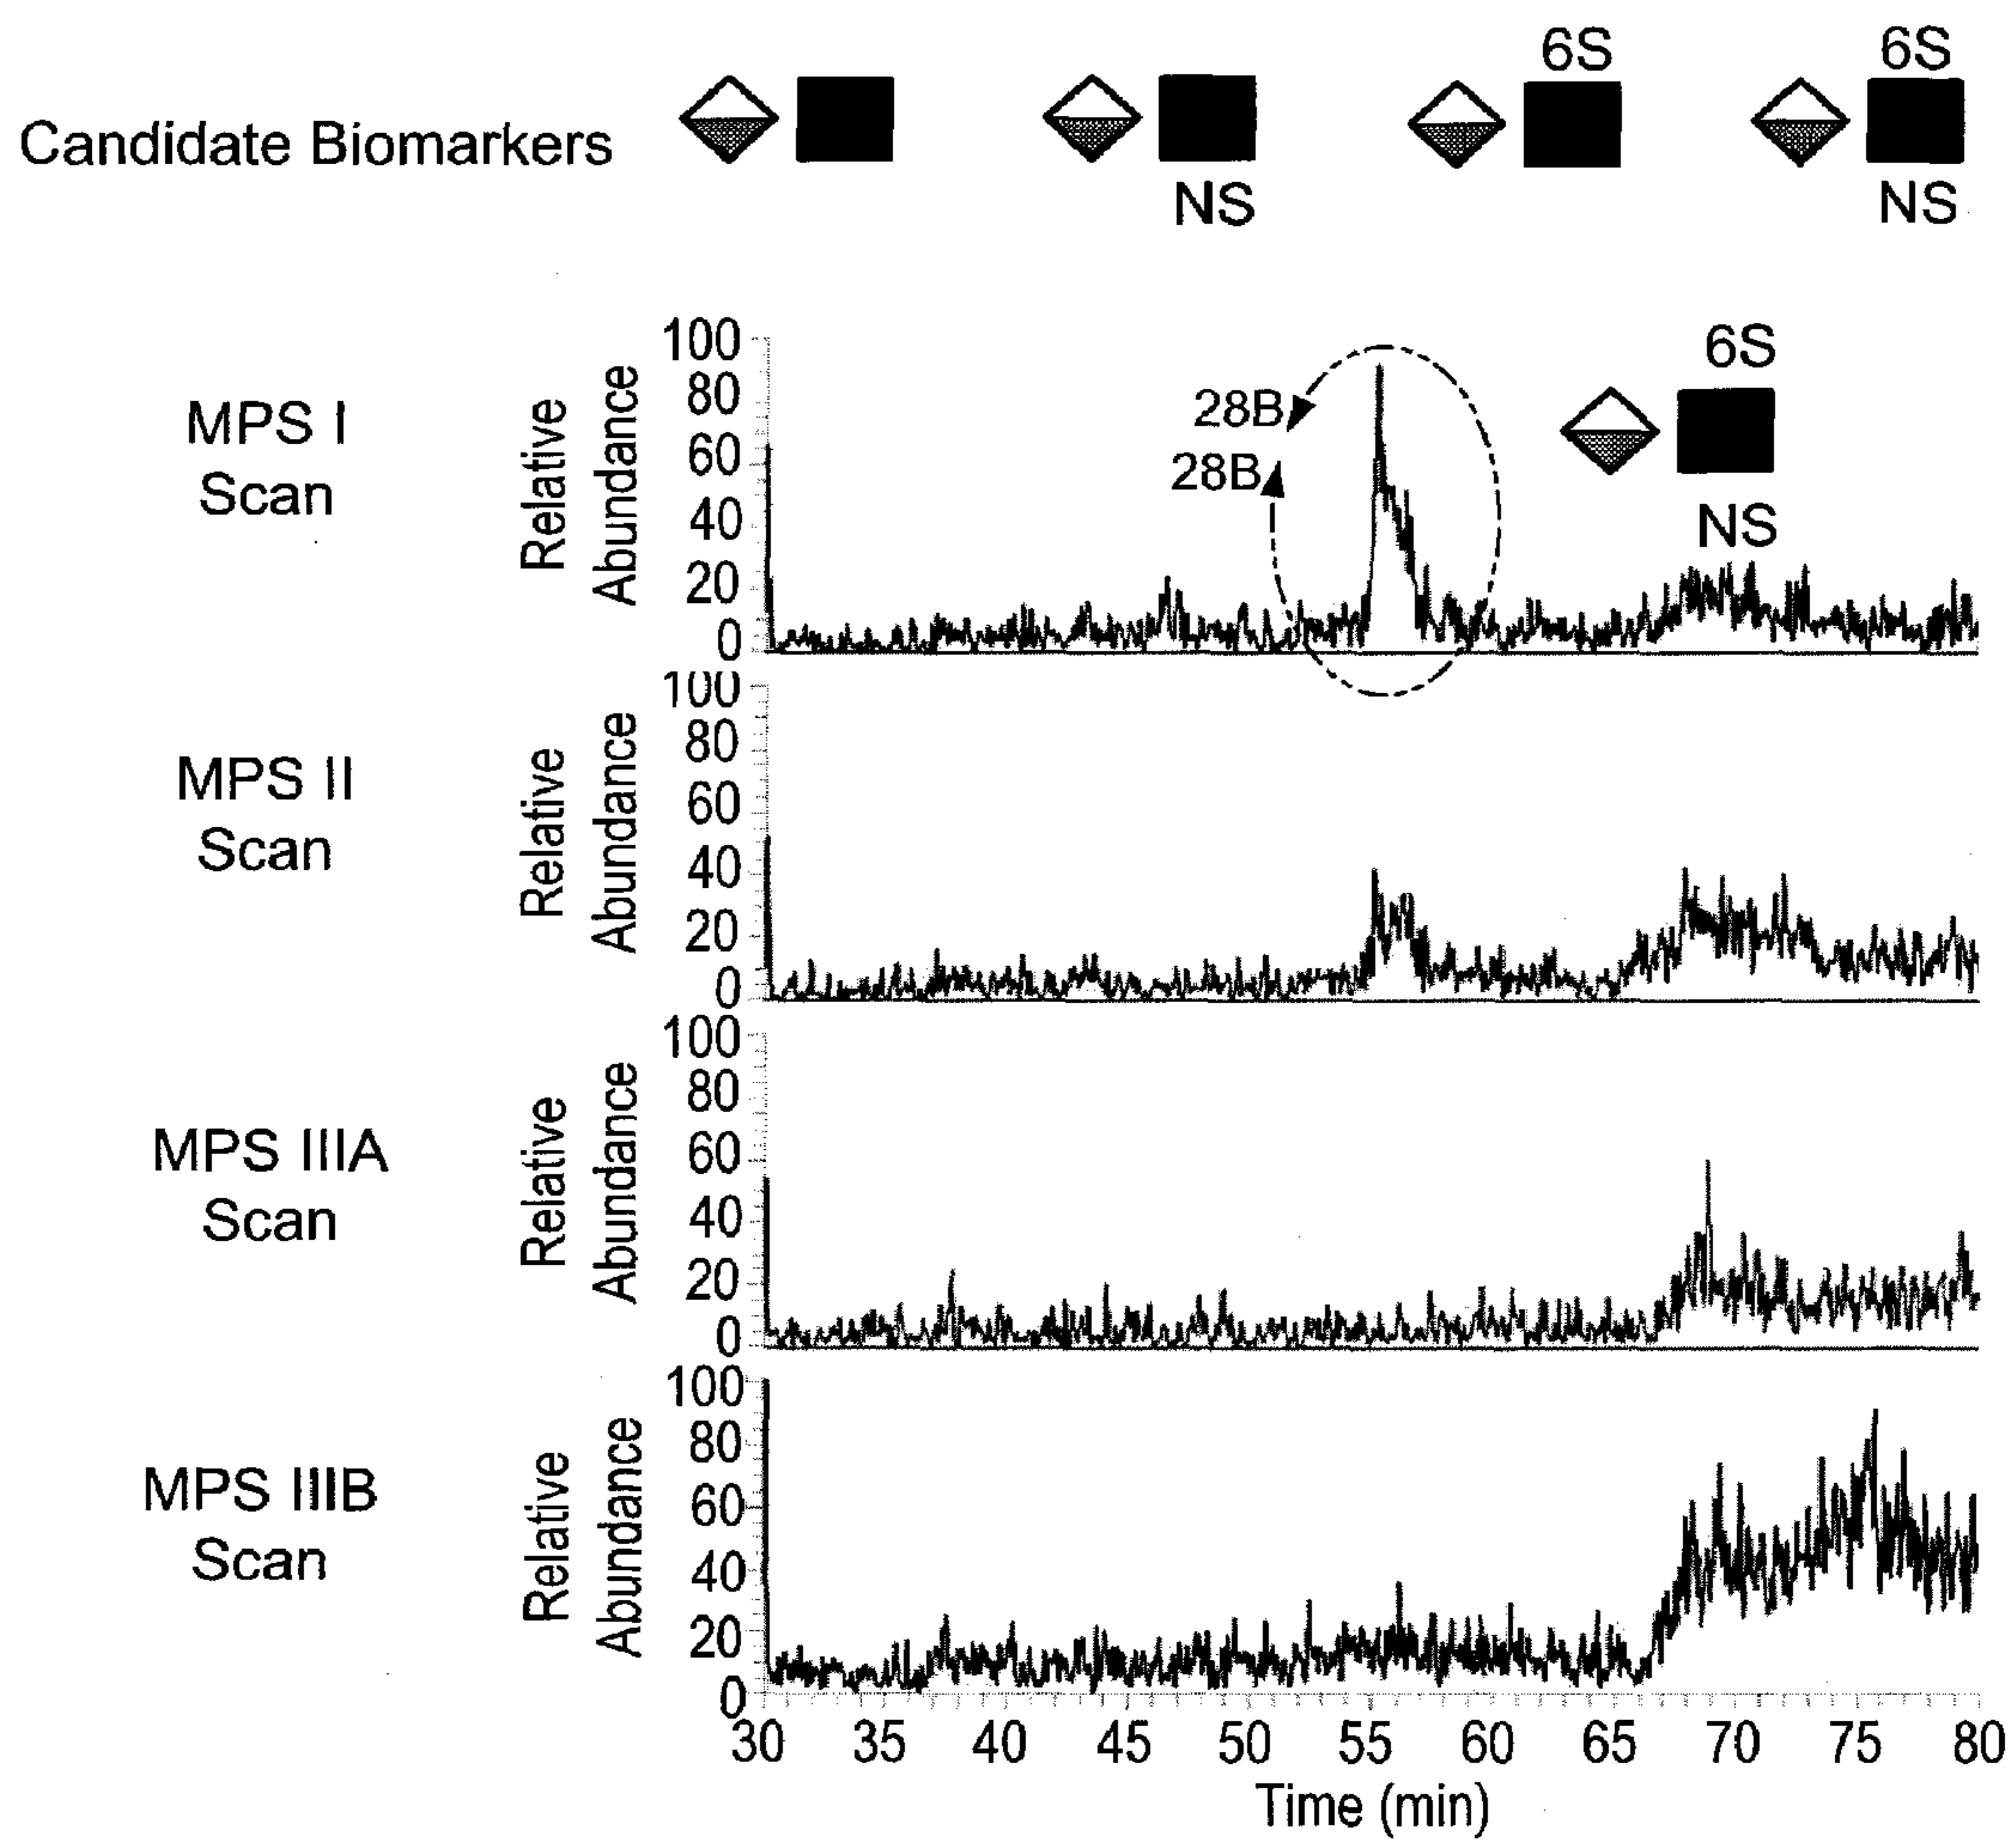 6S 6S
Candidate Biomarkers
NS NS
MPS I
Scan
Relative
Abundance
100
80
60
40
20
0
28B
28B
6S
NS
MPS II
Scan
Relative
Abundance
100
80
60
40
20
0
MPS IIIA
Scan
Relative
Abundance
100
80
60
40
20
0
MPS IIIB
Scan
Relative
Abundance
100
80
60
40
20
0
30 35 40 45 50 55 60 65 70 75 80
Time (min)